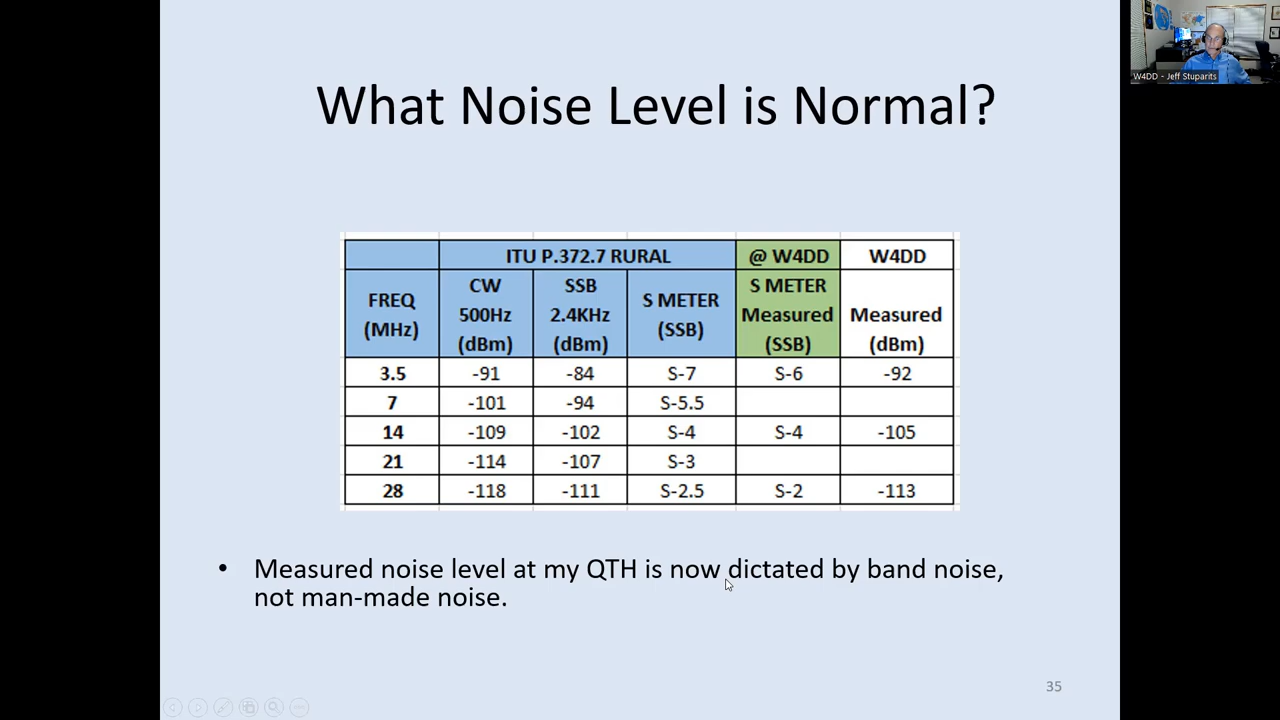 W4DD - Jeff Stuparits
What Noise Level is Normal?
ITU P.372.7 RURAL @ W4DD W4DD
FREQ (MHz) CW 500Hz (dBm) SSB 2.4KHz (dBm) S METER (SSB) S METER Measured (SSB) Measured (dBm)
3.5 -91 -84 S-7 S-6 -92
7 -101 -94 S-5.5
14 -109 -102 S-4 S-4 -105
21 -114 -107 S-3
28 -118 -111 S-2.5 S-2 -113
• Measured noise level at my QTH is now dictated by band noise,
not man-made noise.
35